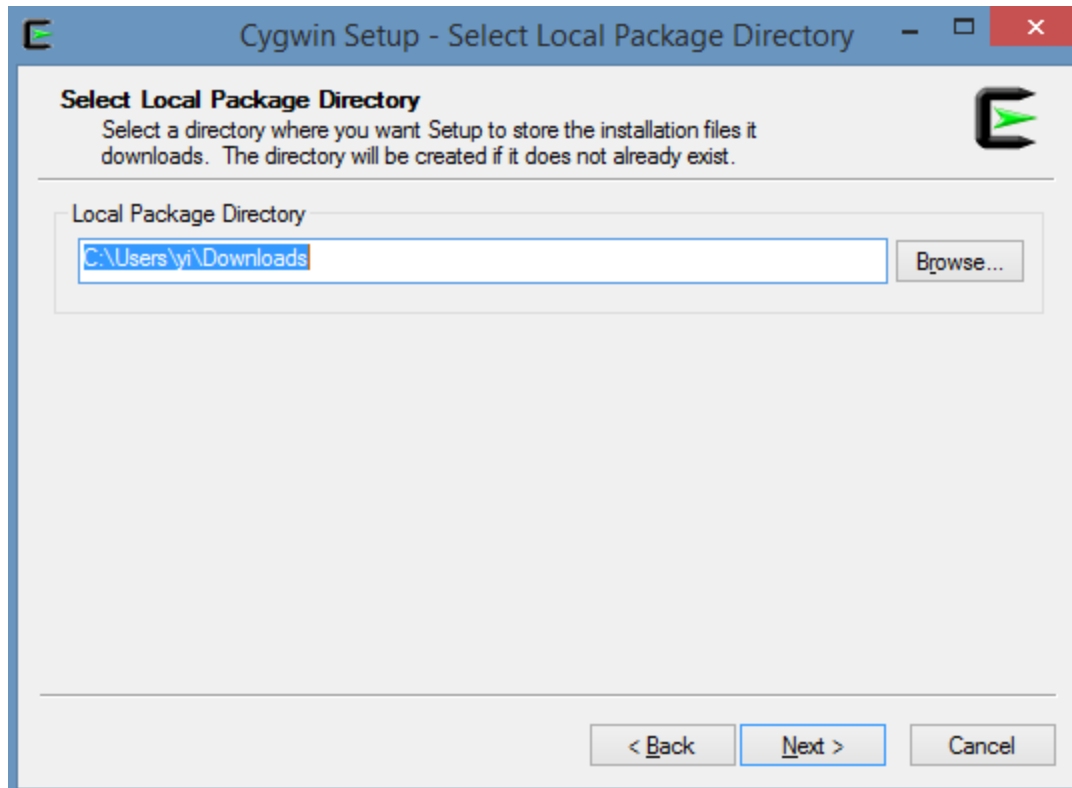 Cygwin Setup - Select Local Package Directory
Select Local Package Directory
Select a directory where you want Setup to store the installation files it
downloads.  The directory will be created if it does not already exist.
Local Package Directory
C:\Users\yi\Downloads
Browse...
< Back
Next >
Cancel